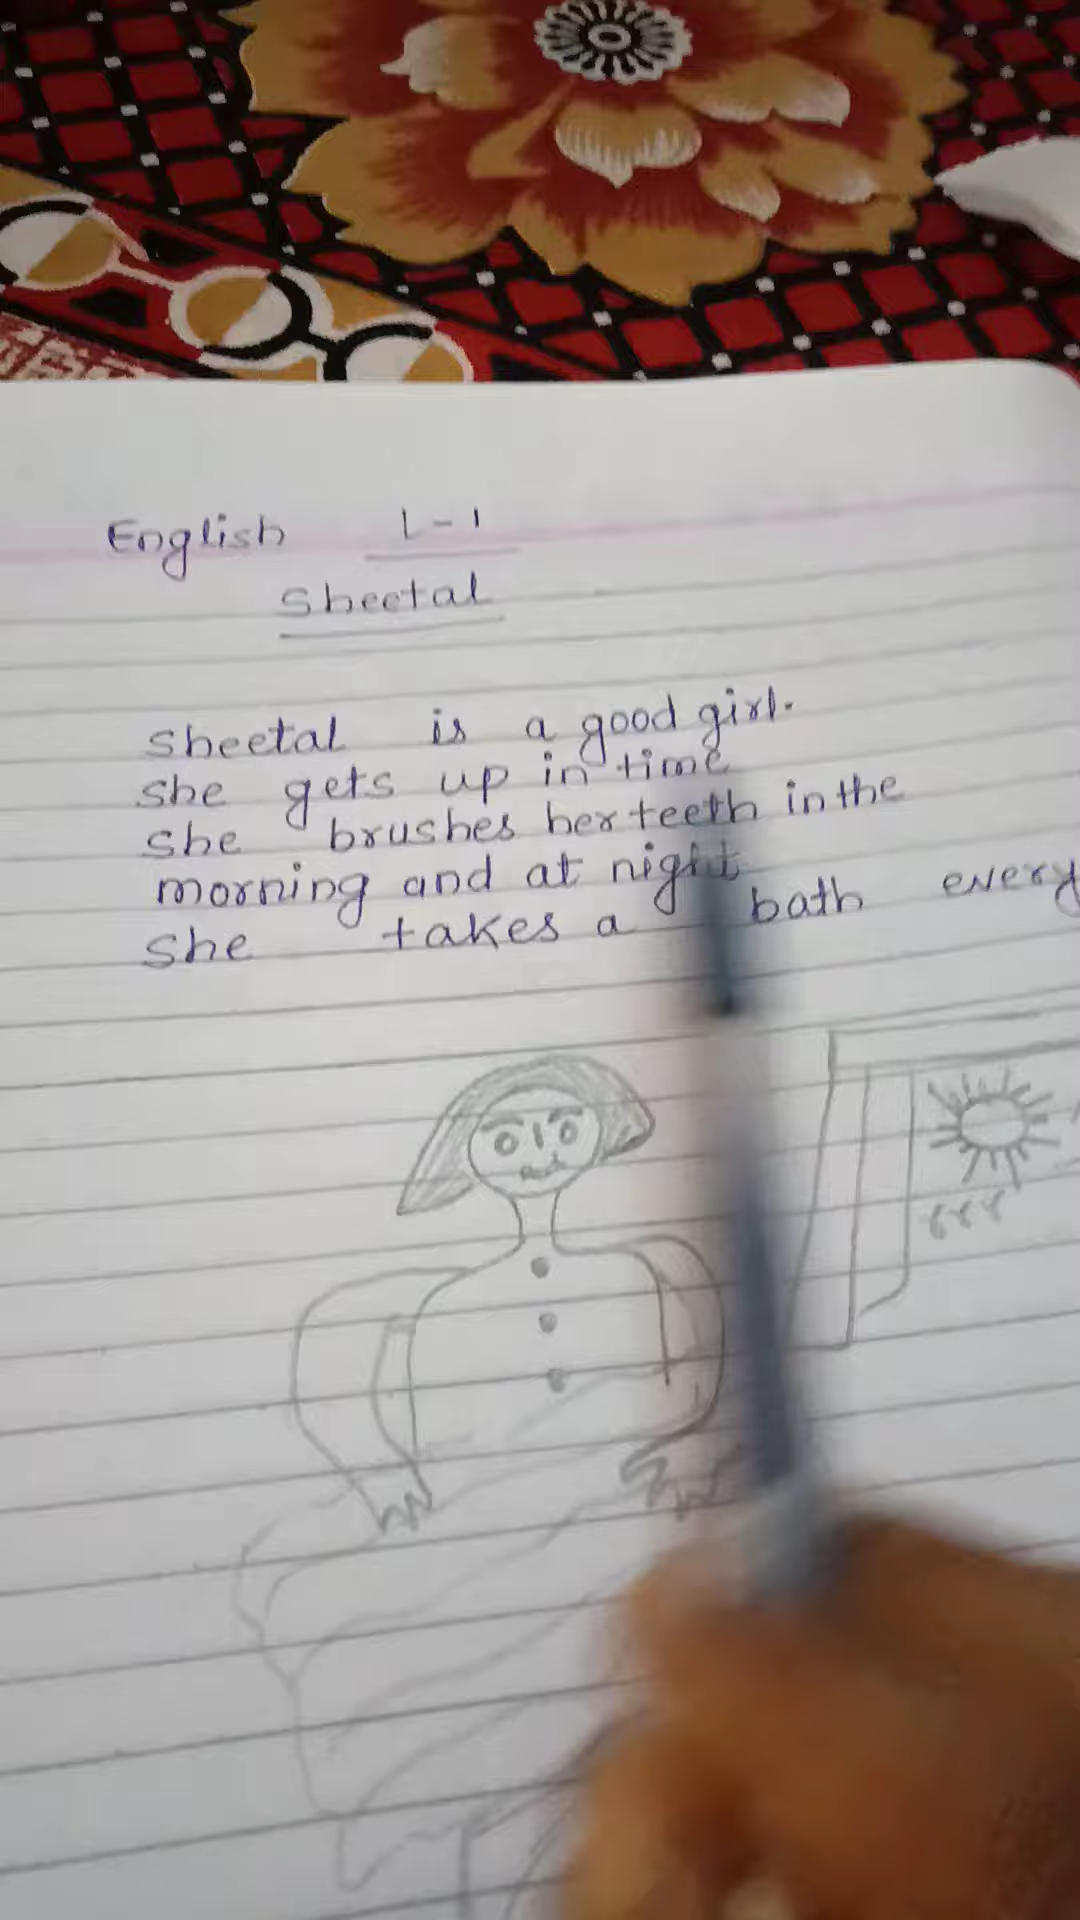 English L-1
Sheetal
Sheetal is a good girl.
she gets up in time
she brushes her teeth in the
morning and at night
she takes a bath every